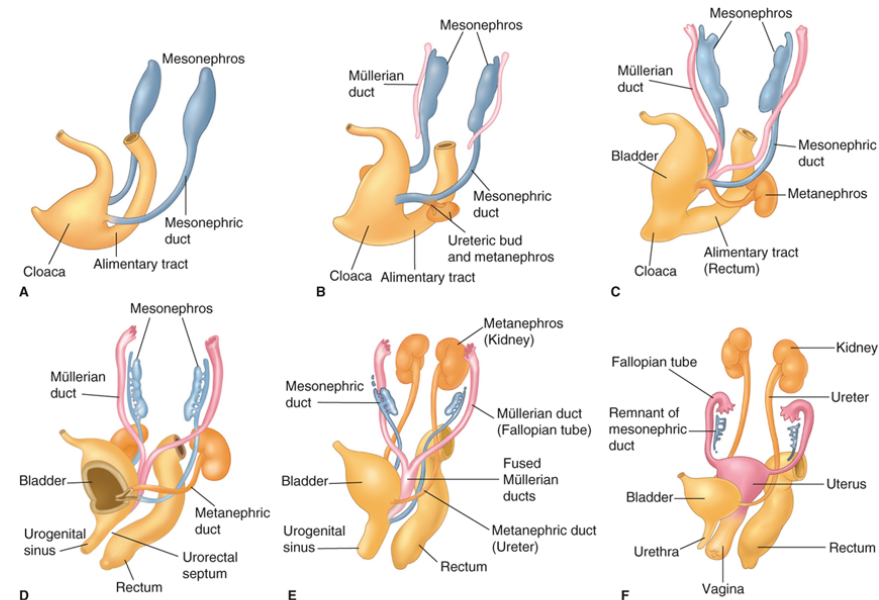 Mesonephros
Mesonephric
duct
Alimentary tract
Cloaca
A
Mesonephros
Müllerian
duct
Mesonephric
duct
Ureteric bud
and metanephros
Cloaca
Alimentary tract
B
Mesonephros
Müllerian
duct
Bladder
Mesonephric
duct
Metanephros
Alimentary tract
(Rectum)
Cloaca
C
Mesonephros
Müllerian
duct
Bladder
Metanephric
duct
Urogenital
sinus
Urorectal
septum
Rectum
D
Metanephros
(Kidney)
Mesonephric
duct
Müllerian duct
(Fallopian tube)
Fused
Müllerian
ducts
Bladder
Urogenital
sinus
Metanephric duct
(Ureter)
Rectum
E
Kidney
Fallopian tube
Ureter
Remnant of
mesonephric
duct
Uterus
Bladder
Urethra
Rectum
Vagina
F